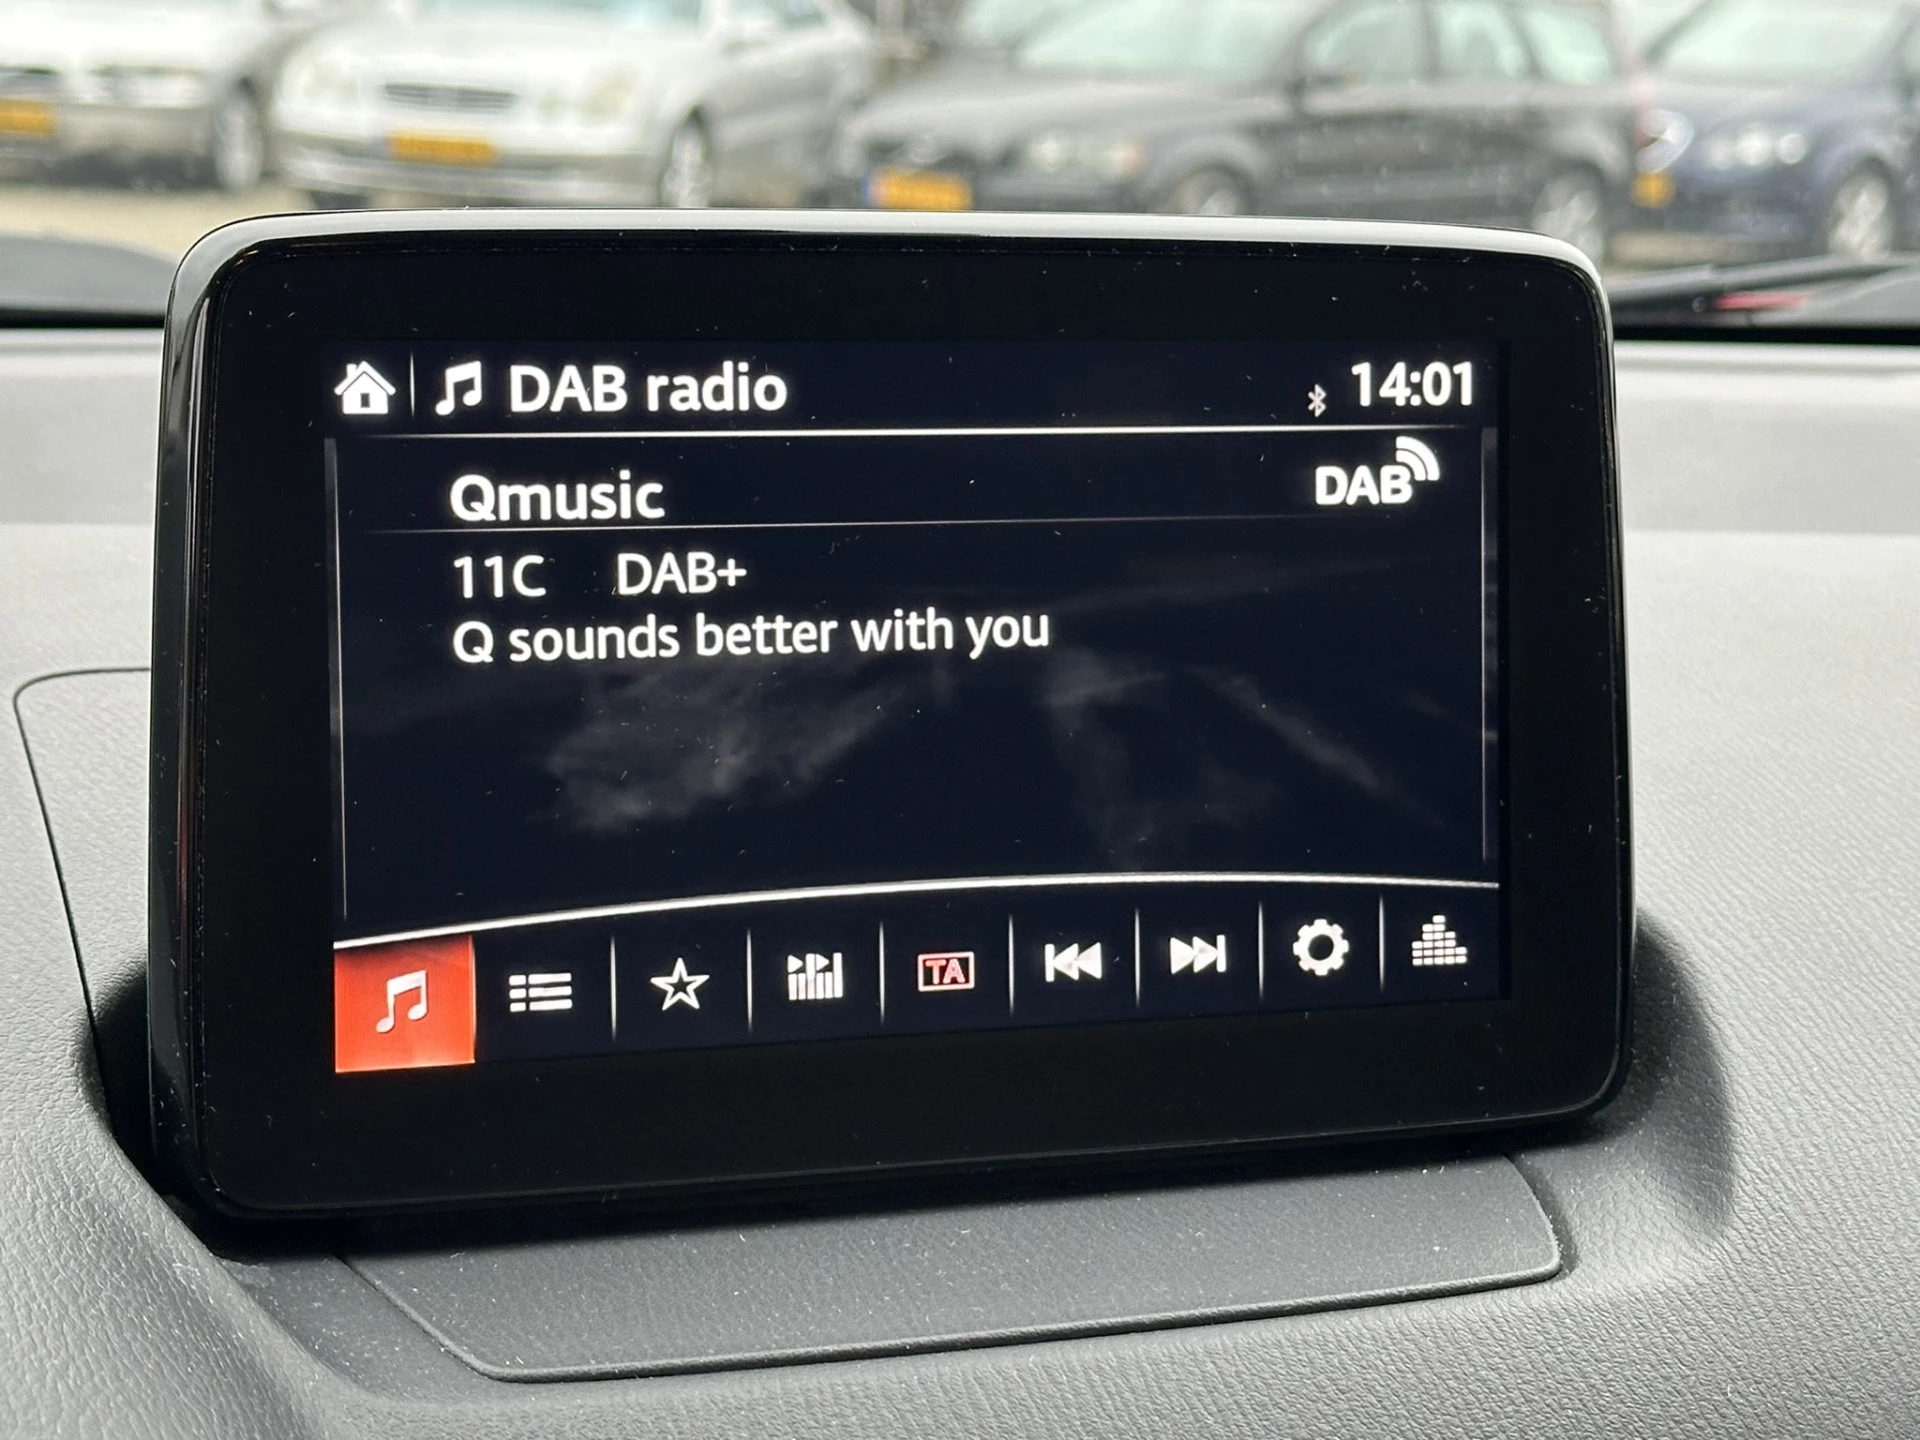 DAB radio 14:01
Qmusic DAB
11C DAB+
Q sounds better with you
TA